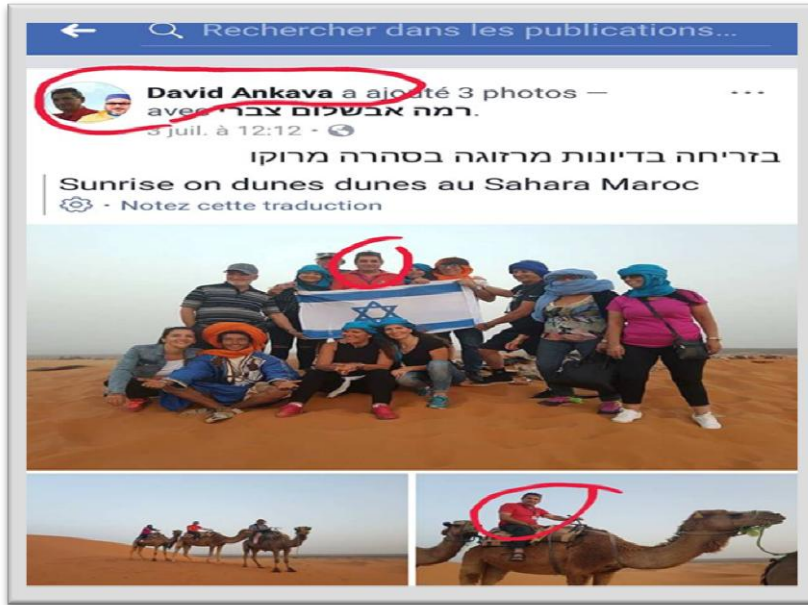 Rechercher dans les publications...
David Ankava a ajouté 3 photos —
avec רמה אבשלום צברי.
3 juil. à 12:12 ·
בזריחה בדיונות מרזוגה בסהרה מרוקו
Sunrise on dunes dunes au Sahara Maroc
· Notez cette traduction